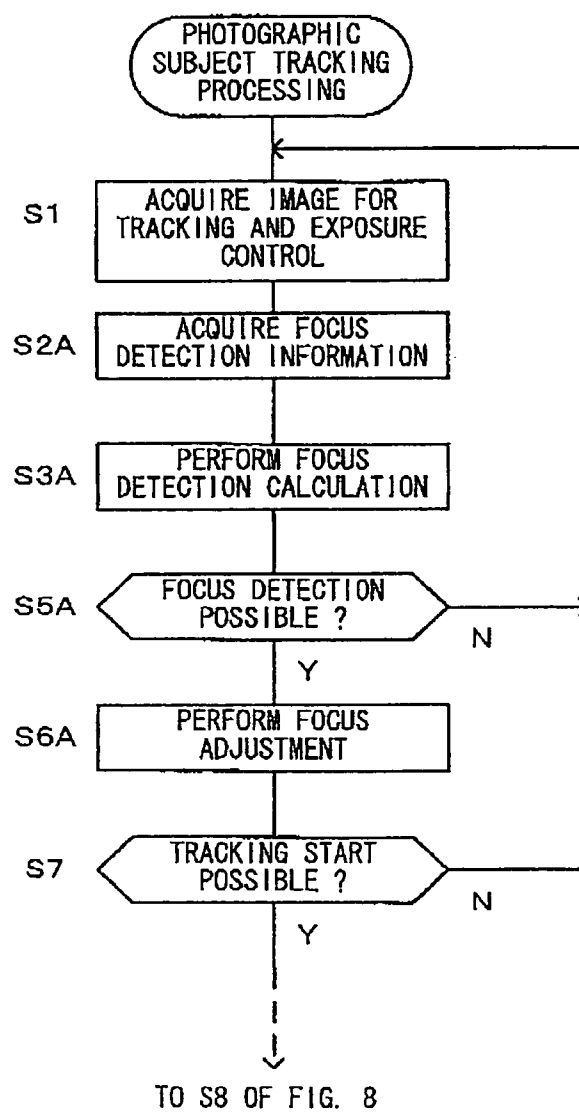 PHOTOGRAPHIC
SUBJECT TRACKING
PROCESSING
S1
ACQUIRE IMAGE FOR
TRACKING AND EXPOSURE
CONTROL
S2A
ACQUIRE FOCUS
DETECTION INFORMATION
S3A
PERFORM FOCUS
DETECTION CALCULATION
S5A
FOCUS DETECTION
POSSIBLE ?
N
Y
S6A
PERFORM FOCUS
ADJUSTMENT
S7
TRACKING START
POSSIBLE ?
N
Y
TO S8 OF FIG. 8